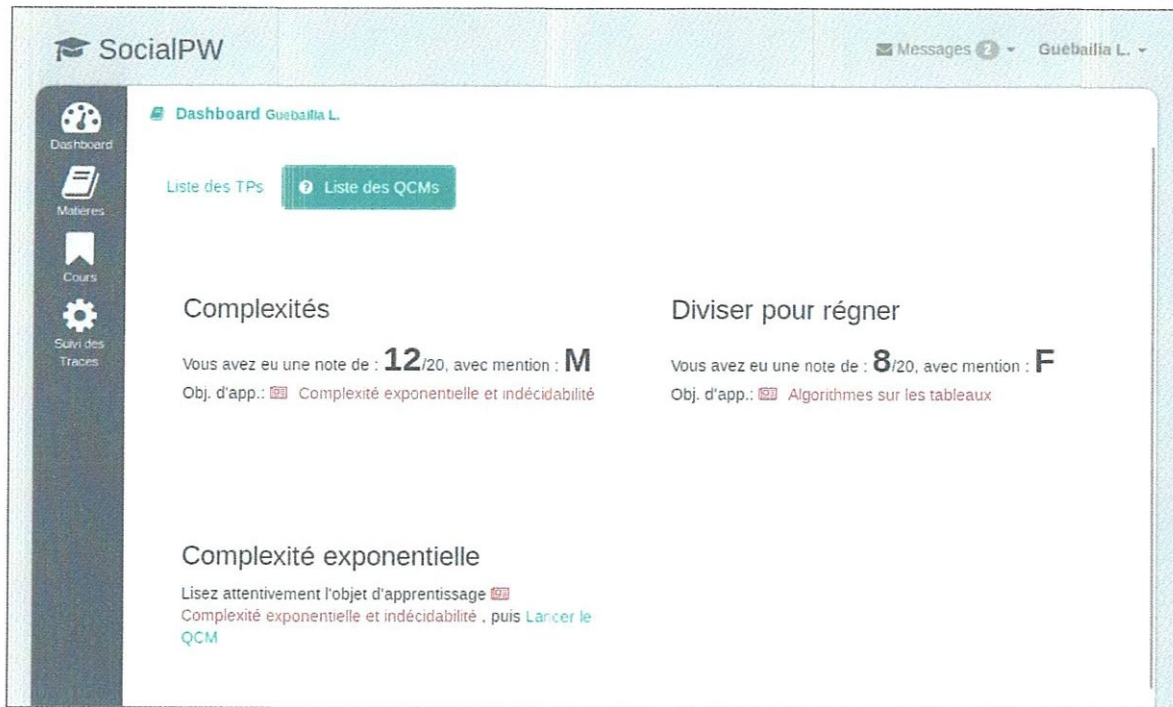 SocialPW
Messages 2
Guebailia L.
Dashboard
Matières
Cours
Suivi des
Traces
Dashboard Guebailia L.
Liste des TPs
Liste des QCMs
Complexités
Vous avez eu une note de : 12/20, avec mention : M
Obj. d'app.: Complexité exponentielle et indécidabilité
Diviser pour régner
Vous avez eu une note de : 8/20, avec mention : F
Obj. d'app.: Algorithmes sur les tableaux
Complexité exponentielle
Lisez attentivement l'objet d'apprentissage
Complexité exponentielle et indécidabilité , puis Lancer le
QCM